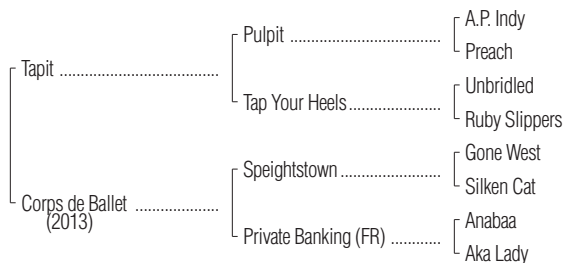 A.P. Indy
Pulpit
Preach
Tapit
Unbridled
Tap Your Heels
Ruby Slippers
Gone West
Speightstown
Silken Cat
Corps de Ballet
(2013)
Anabaa
Private Banking (FR)
Aka Lady